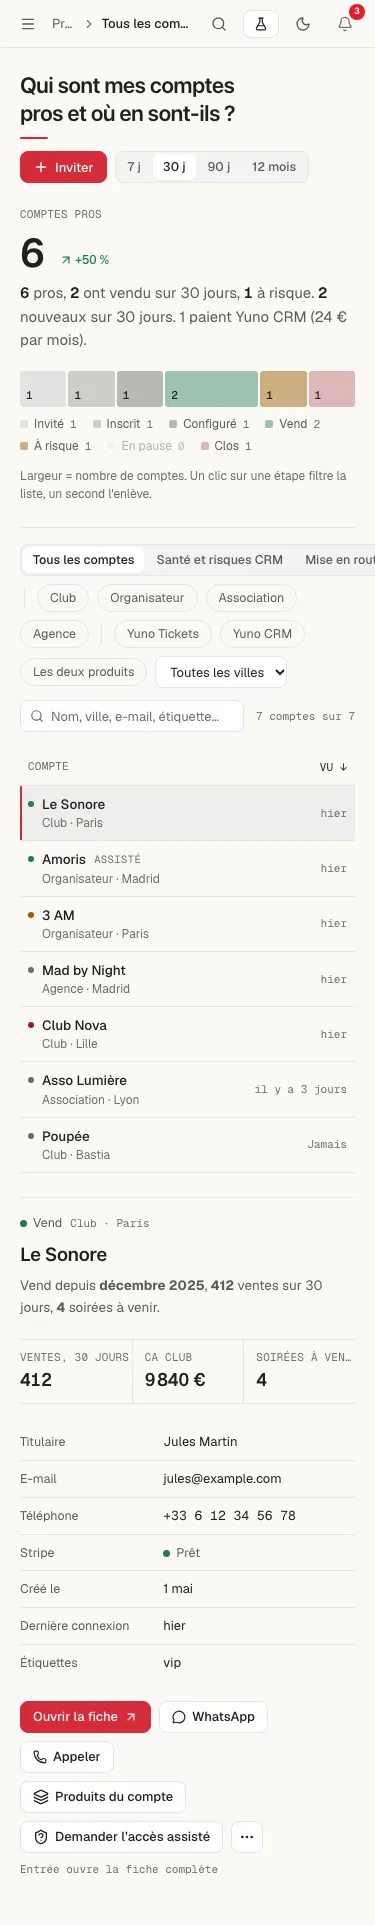 Pr… > Tous les com… 3
Qui sont mes comptes
pros et où en sont-ils ?
+ Inviter 7 j 30 j 90 j 12 mois
COMPTES PROS
6 ↗ +50 %
6 pros, 2 ont vendu sur 30 jours, 1 à risque. 2
nouveaux sur 30 jours. 1 paient Yuno CRM (24 €
par mois).
1 1 1 2 1 1
Invité 1 Inscrit 1 Configuré 1 Vend 2
À risque 1 En pause 0 Clos 1
Largeur = nombre de comptes. Un clic sur une étape filtre la
liste, un second l'enlève.
Tous les comptes Santé et risques CRM Mise en rout
Club Organisateur Association
Agence Yuno Tickets Yuno CRM
Les deux produits Toutes les villes
Nom, ville, e-mail, étiquette… 7 comptes sur 7
COMPTE VU ↓
Le Sonore
Club · Paris hier
Amoris ASSISTÉ
Organisateur · Madrid hier
3 AM
Organisateur · Paris hier
Mad by Night
Agence · Madrid hier
Club Nova
Club · Lille hier
Asso Lumière
Association · Lyon il y a 3 jours
Poupée
Club · Bastia Jamais
Vend Club · Paris
Le Sonore
Vend depuis décembre 2025, 412 ventes sur 30
jours, 4 soirées à venir.
VENTES, 30 JOURS CA CLUB SOIRÉES À VEN…
412 9 840 € 4
Titulaire Jules Martin
E-mail jules@example.com
Téléphone +33 6 12 34 56 78
Stripe Prêt
Créé le 1 mai
Dernière connexion hier
Étiquettes vip
Ouvrir la fiche ↗ WhatsApp
Appeler
Produits du compte
Demander l'accès assisté ···
Entrée ouvre la fiche complète